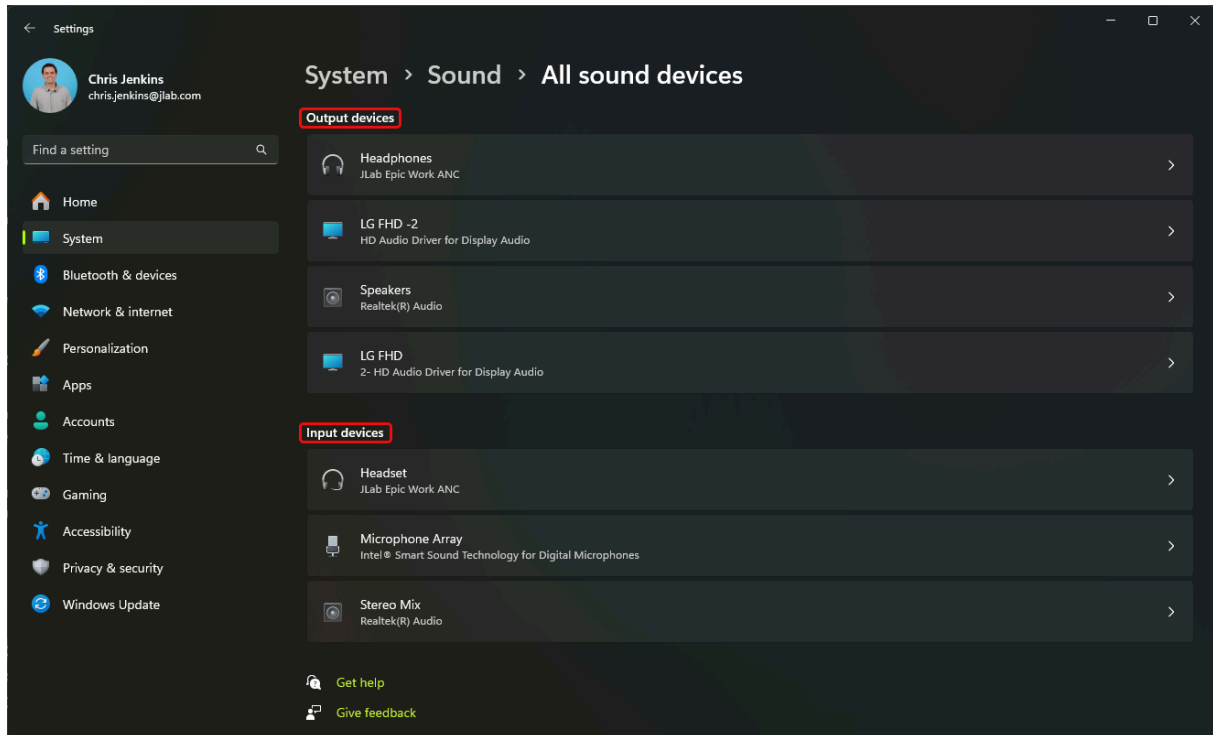 Settings
Chris Jenkins
chris.jenkins@jlab.com
Find a setting
Home
System
Bluetooth & devices
Network & internet
Personalization
Apps
Accounts
Time & language
Gaming
Accessibility
Privacy & security
Windows Update
System > Sound > All sound devices
Output devices
Headphones
JLab Epic Work ANC
LG FHD -2
HD Audio Driver for Display Audio
Speakers
Realtek(R) Audio
LG FHD
2- HD Audio Driver for Display Audio
Input devices
Headset
JLab Epic Work ANC
Microphone Array
Intel® Smart Sound Technology for Digital Microphones
Stereo Mix
Realtek(R) Audio
Get help
Give feedback